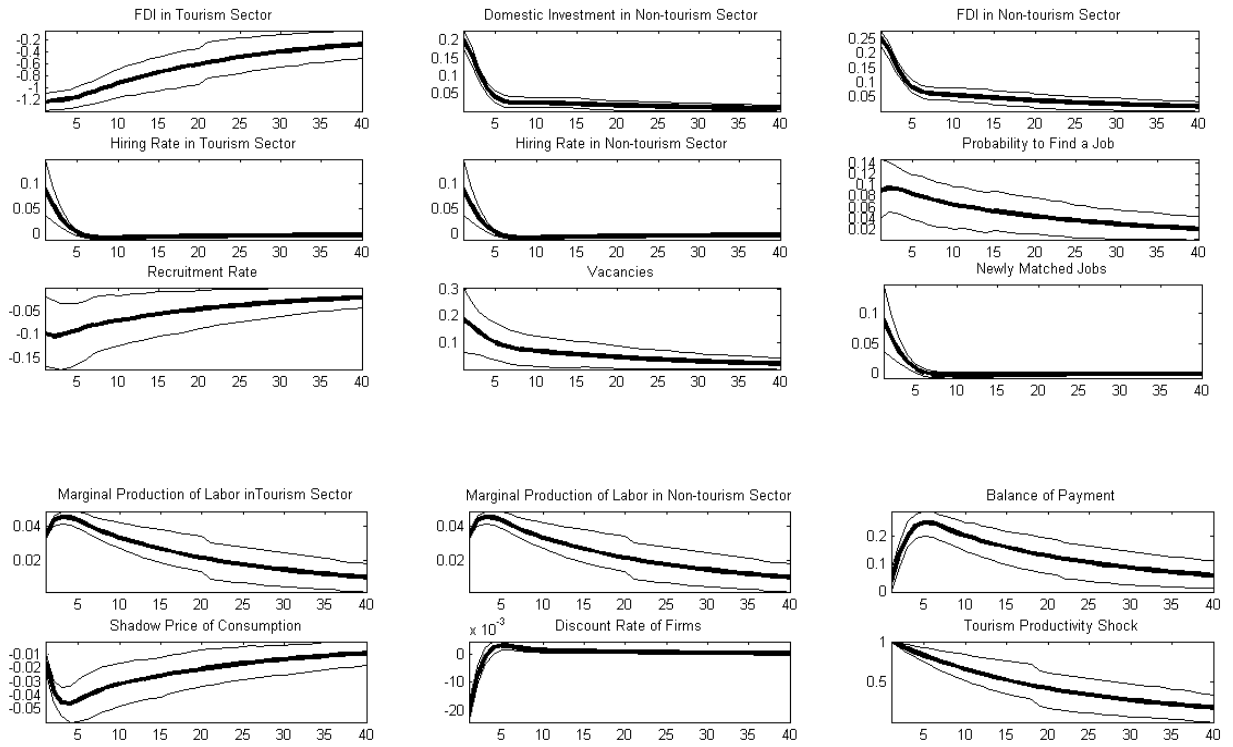 FDI in Tourism Sector
-0.2
-0.4
-0.6
-0.8
-1
-1.2
5 10 15 20 25 30 35 40
Domestic Investment in Non-tourism Sector
0.2
0.15
0.1
0.05
5 10 15 20 25 30 35 40
FDI in Non-tourism Sector
0.25
0.2
0.15
0.1
0.05
5 10 15 20 25 30 35 40
Hiring Rate in Tourism Sector
0.1
0.05
0
5 10 15 20 25 30 35 40
Hiring Rate in Non-tourism Sector
0.1
0.05
0
5 10 15 20 25 30 35 40
Probability to Find a Job
0.14
0.12
0.1
0.08
0.06
0.04
0.02
5 10 15 20 25 30 35 40
Recruitment Rate
-0.05
-0.1
-0.15
5 10 15 20 25 30 35 40
Vacancies
0.3
0.2
0.1
5 10 15 20 25 30 35 40
Newly Matched Jobs
0.1
0.05
0
5 10 15 20 25 30 35 40
Marginal Production of Labor inTourism Sector
0.04
0.02
5 10 15 20 25 30 35 40
Marginal Production of Labor in Non-tourism Sector
0.04
0.02
5 10 15 20 25 30 35 40
Balance of Payment
0.2
0.1
0
5 10 15 20 25 30 35 40
Shadow Price of Consumption
-0.01
-0.02
-0.03
-0.04
-0.05
5 10 15 20 25 30 35 40
x 10^-3
Discount Rate of Firms
0
-10
-20
5 10 15 20 25 30 35 40
Tourism Productivity Shock
1
0.5
5 10 15 20 25 30 35 40